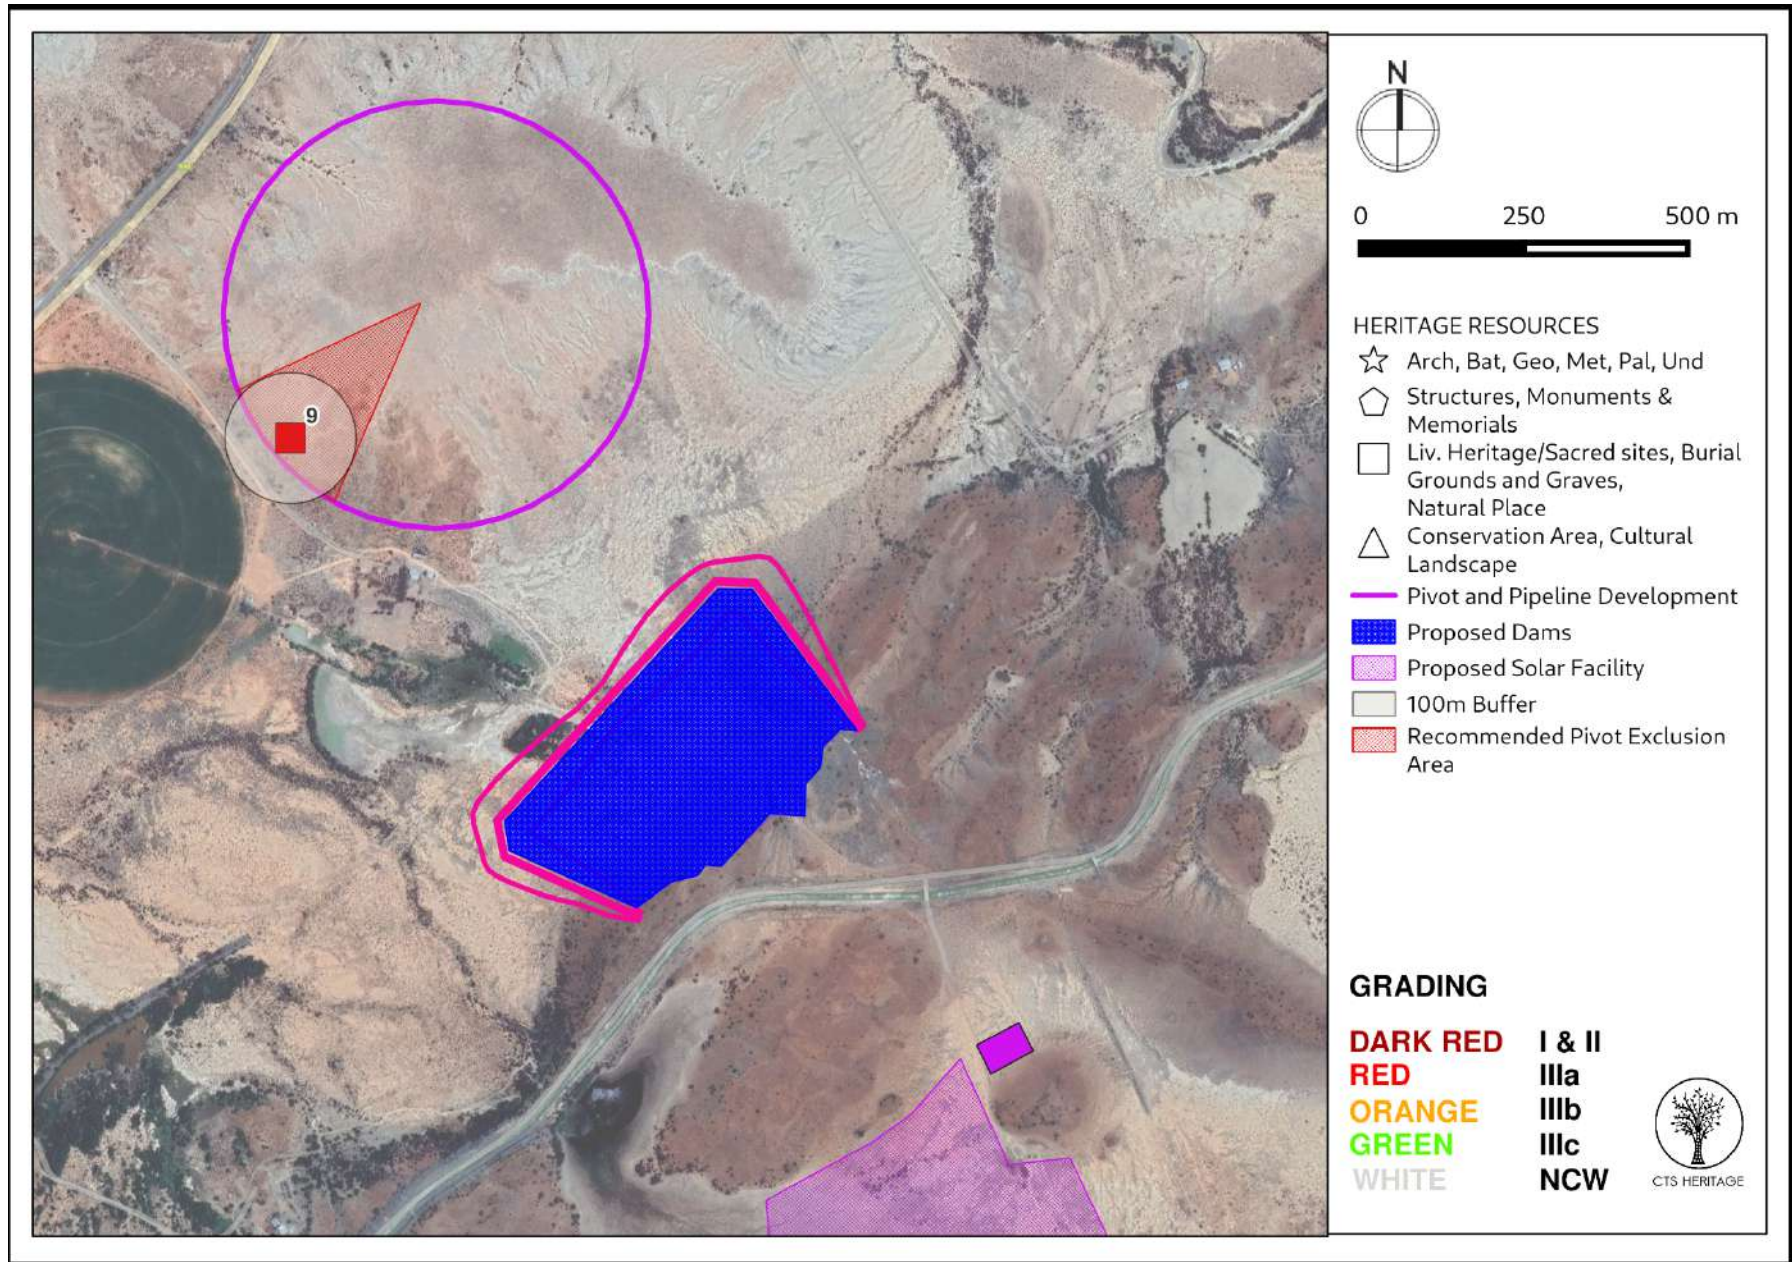 N
0 250 500 m
HERITAGE RESOURCES
Arch, Bat, Geo, Met, Pal, Und
Structures, Monuments &
Memorials
Liv. Heritage/Sacred sites, Burial
Grounds and Graves,
Natural Place
Conservation Area, Cultural
Landscape
Pivot and Pipeline Development
Proposed Dams
Proposed Solar Facility
100m Buffer
Recommended Pivot Exclusion
Area
9
GRADING
DARK RED I & II
RED IIIa
ORANGE IIIb
GREEN IIIc
WHITE NCW
CTS HERITAGE